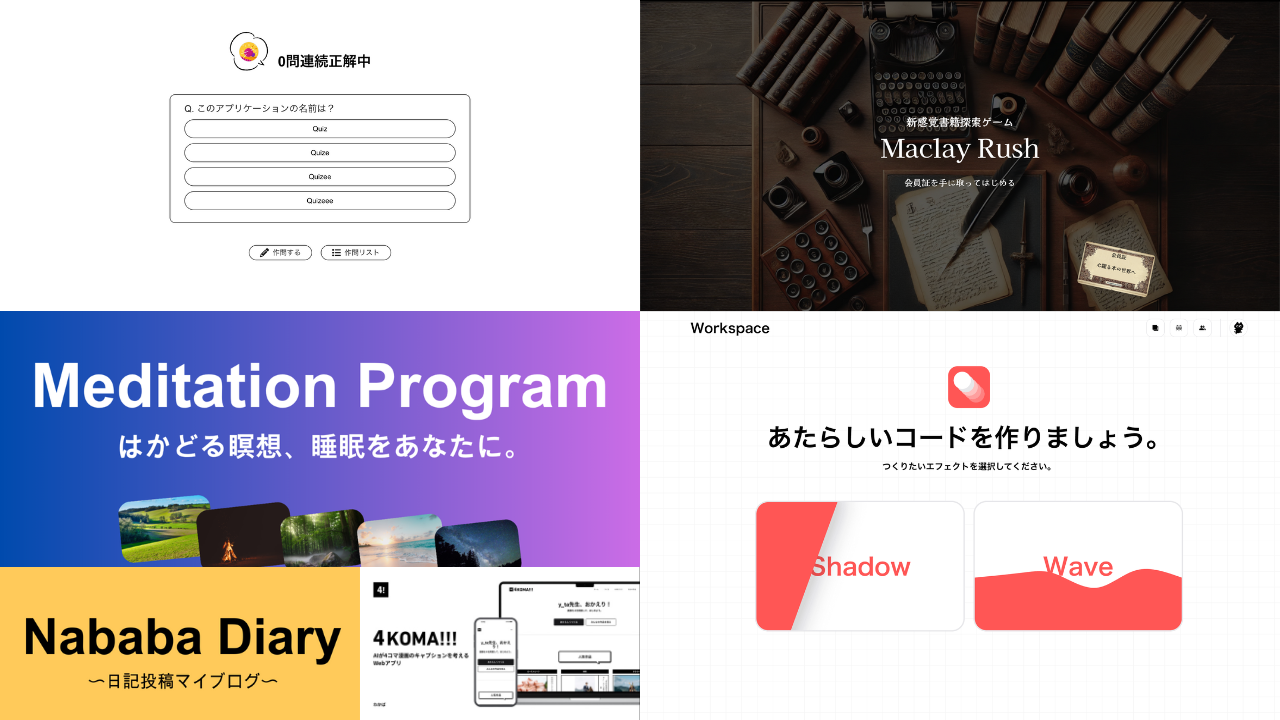 0問連続正解中
Q. このアプリケーションの名前は？
Quiz
Quize
Quizee
Quizeee
作問する
作問リスト
新感覚書籍探索ゲーム
Maclay Rush
会員証を手に取ってはじめる
会員証
Meditation Program
はかどる瞑想、睡眠をあなたに。
Workspace
あたらしいコードを作りましょう。
つくりたいエフェクトを選択してください。
Shadow
Wave
Nababa Diary
〜日記投稿マイブログ〜
4!
4KOMA!!!
AIが4コマ漫画のキャプションを考える
Webアプリ
4KOMA!!!
y_ta先生、おかえり！